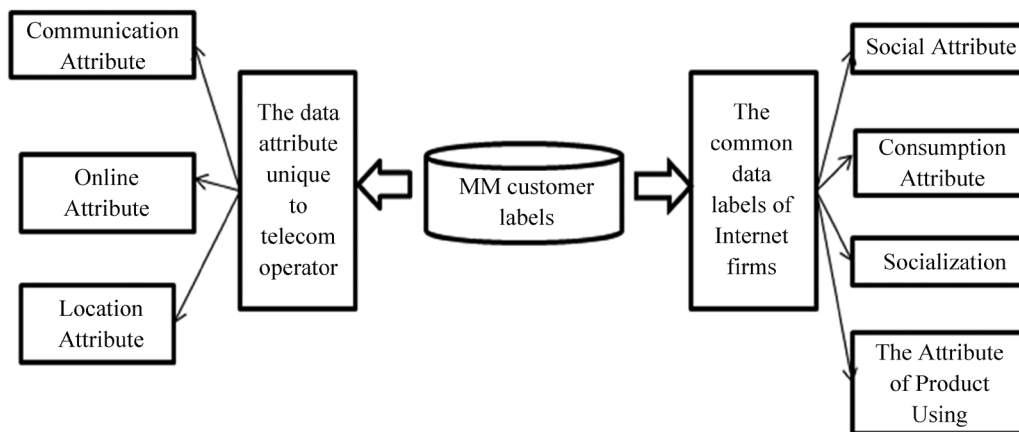 Communication
Attribute
Online
Attribute
Location
Attribute
The data
attribute
unique
to
telecom
operator
MM customer
labels
The
common
data
labels of
Internet
firms
Social Attribute
Consumption
Attribute
Socialization
The Attribute
of Product
Using